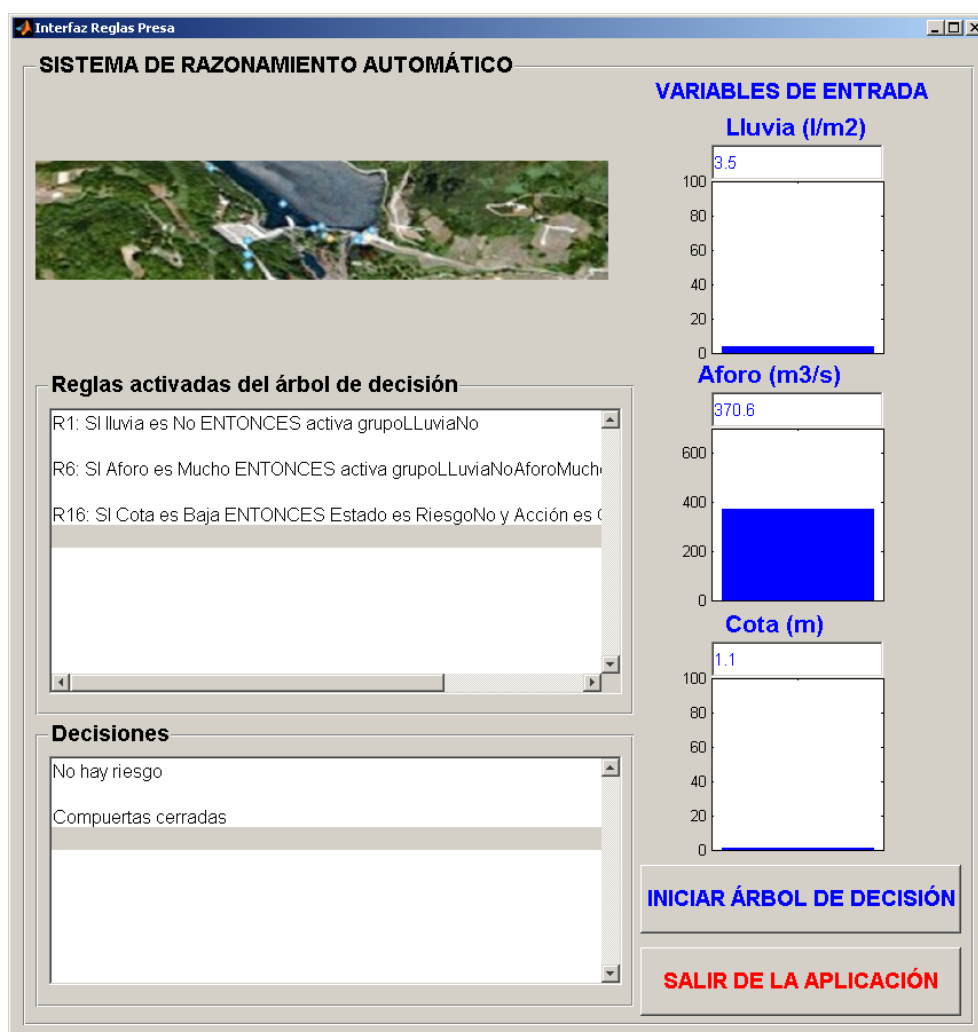 Interfaz Reglas Presa
SISTEMA DE RAZONAMIENTO AUTOMÁTICO
VARIABLES DE ENTRADA
Lluvia (l/m2)
3.5
100
80
60
40
20
0
Reglas activadas del árbol de decisión
R1: SI lluvia es No ENTONCES activa grupoLLuviaNo
R6: SI Aforo es Mucho ENTONCES activa grupoLLuviaNoAforoMucho
R16: SI Cota es Baja ENTONCES Estado es RiesgoNo y Acción es
Aforo (m3/s)
370.6
600
400
200
0
Cota (m)
1.1
100
80
60
40
20
0
Decisiones
No hay riesgo
Compuertas cerradas
INICIAR ÁRBOL DE DECISIÓN
SALIR DE LA APLICACIÓN